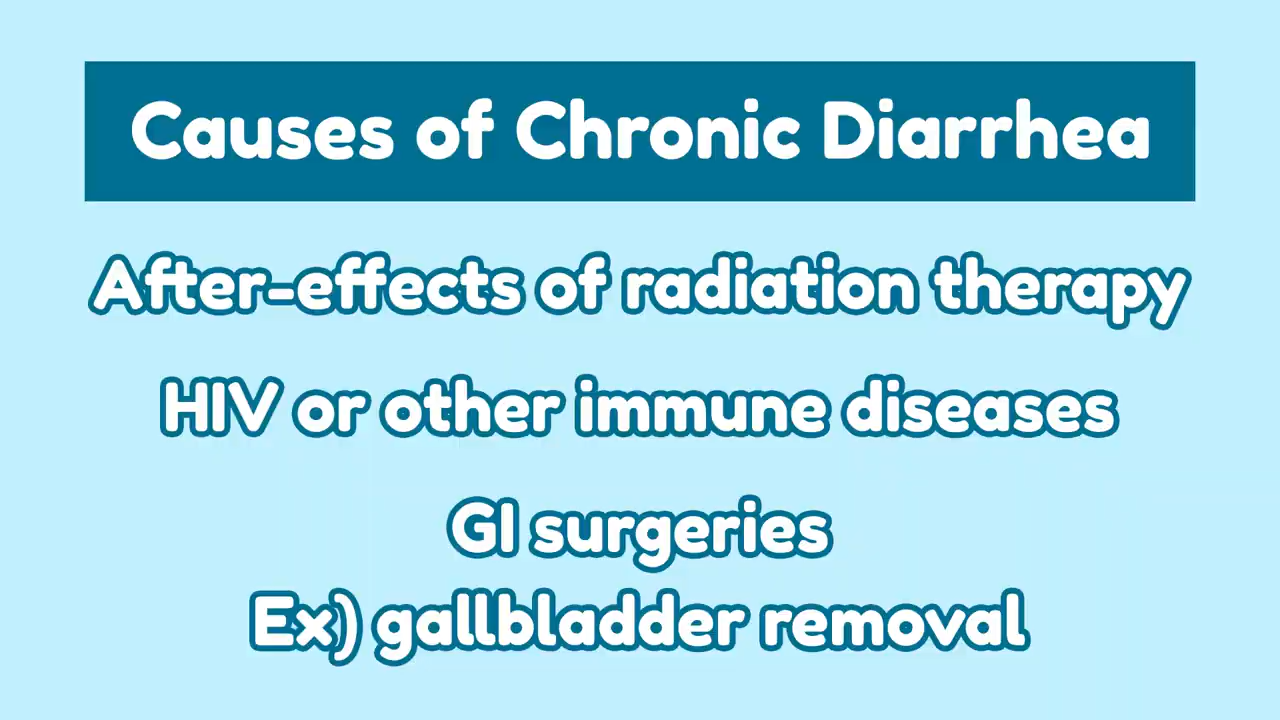 Causes of Chronic Diarrhea
After-effects of radiation therapy
HIV or other immune diseases
GI surgeries
Ex) gallbladder removal